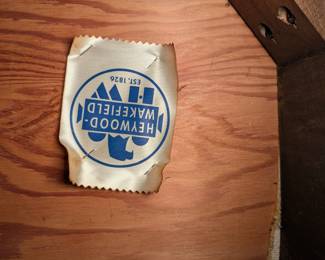 HEYWOOD-
WAKEFIELD
H-W
EST. 1826